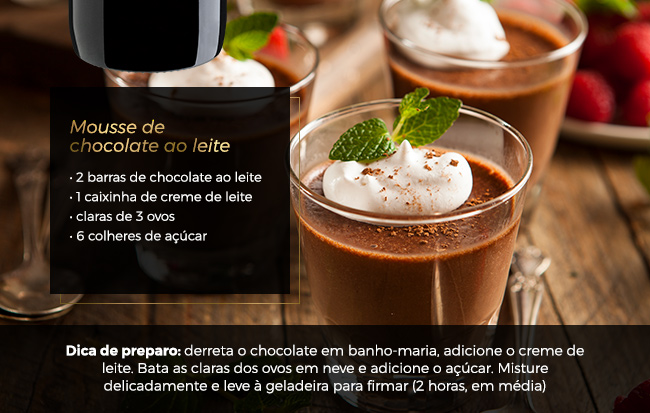 Mousse de
chocolate ao leite
· 2 barras de chocolate ao leite
· 1 caixinha de creme de leite
· claras de 3 ovos
· 6 colheres de açúcar
Dica de preparo: derreta o chocolate em banho-maria, adicione o creme de
leite. Bata as claras dos ovos em neve e adicione o açúcar. Misture
delicadamente e leve à geladeira para firmar (2 horas, em média)